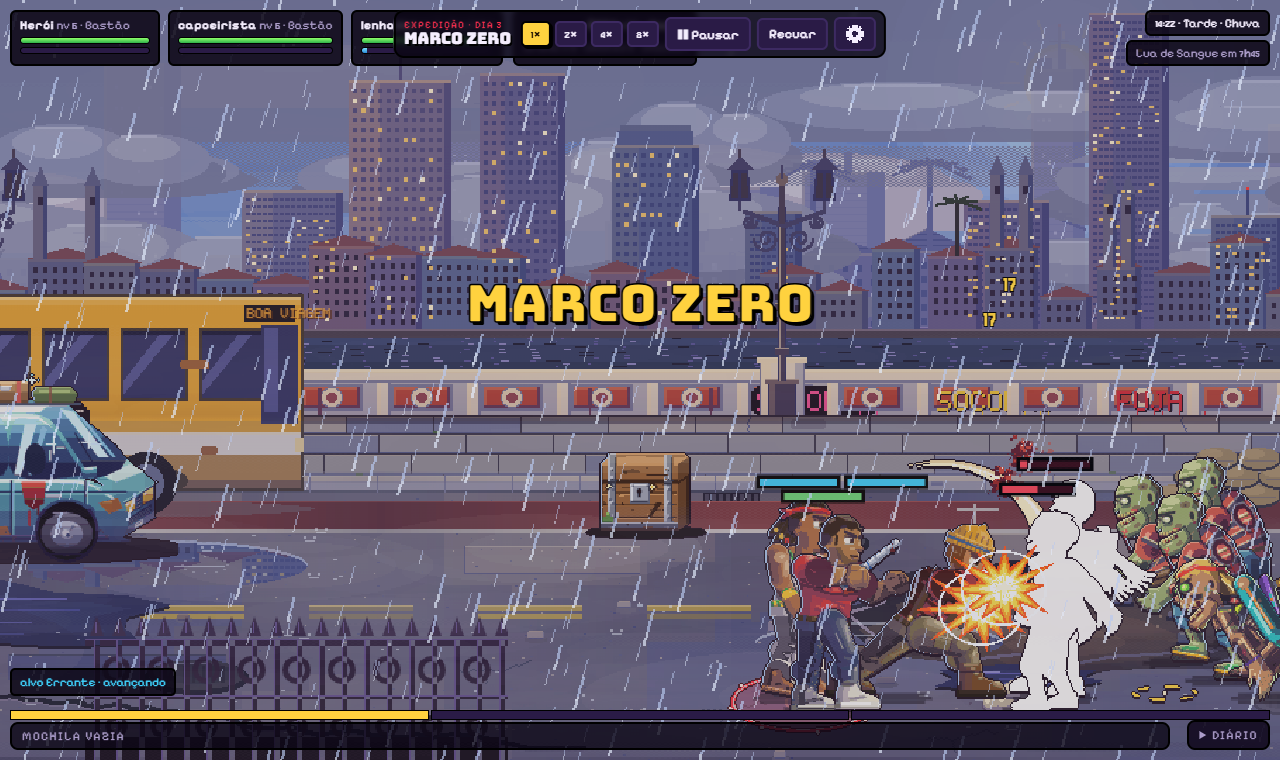 Herói nv 5 · Bastão
capoeirista nv 5 · Bastão
lenha
EXPEDIÇÃO · DIA 3
MARCO ZERO
1×
2×
4×
8×
Pausar
Recuar
14:22 · Tarde · Chuva
Lua de Sangue em 7h45
BOA VIAGEM
MARCO ZERO
17
17
SOCO
alvo Errante · avançando
MOCHILA VAZIA
DIÁRIO